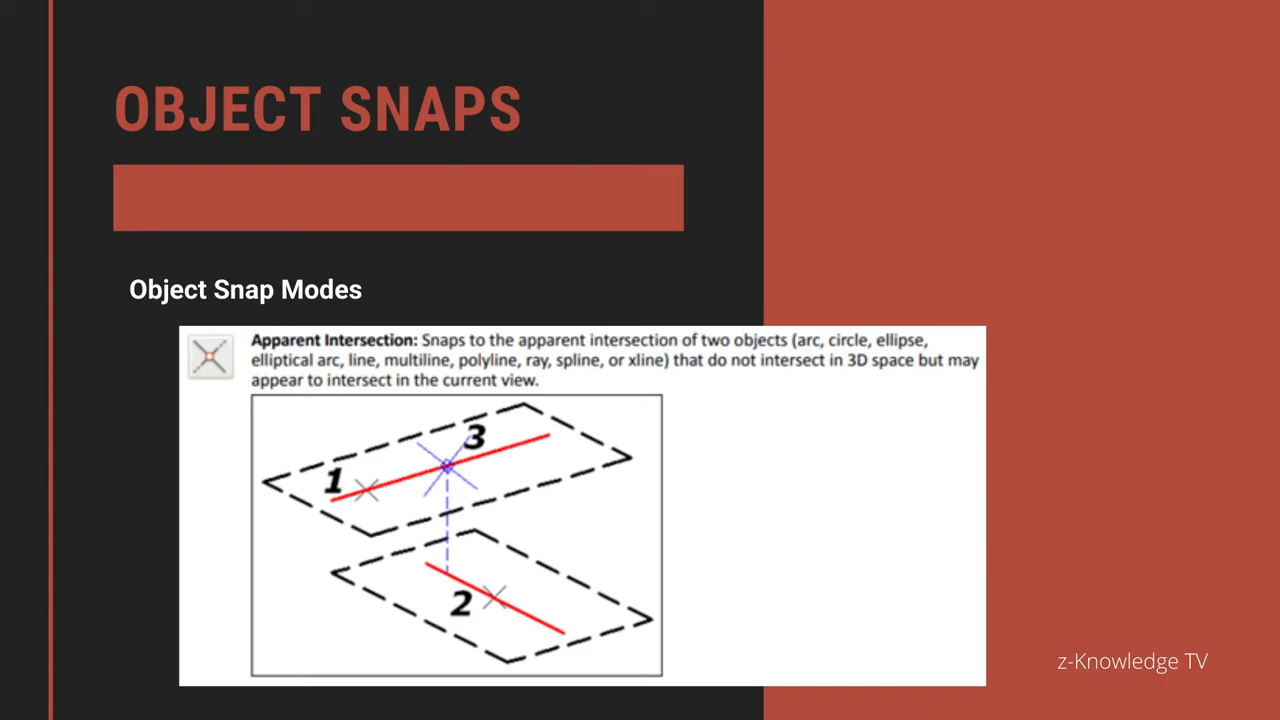 OBJECT SNAPS
Object Snap Modes
Apparent Intersection: Snaps to the apparent intersection of two objects (arc, circle, ellipse,
elliptical arc, line, multiline, polyline, ray, spline, or xline) that do not intersect in 3D space but may
appear to intersect in the current view.
3
1
2
z-Knowledge TV